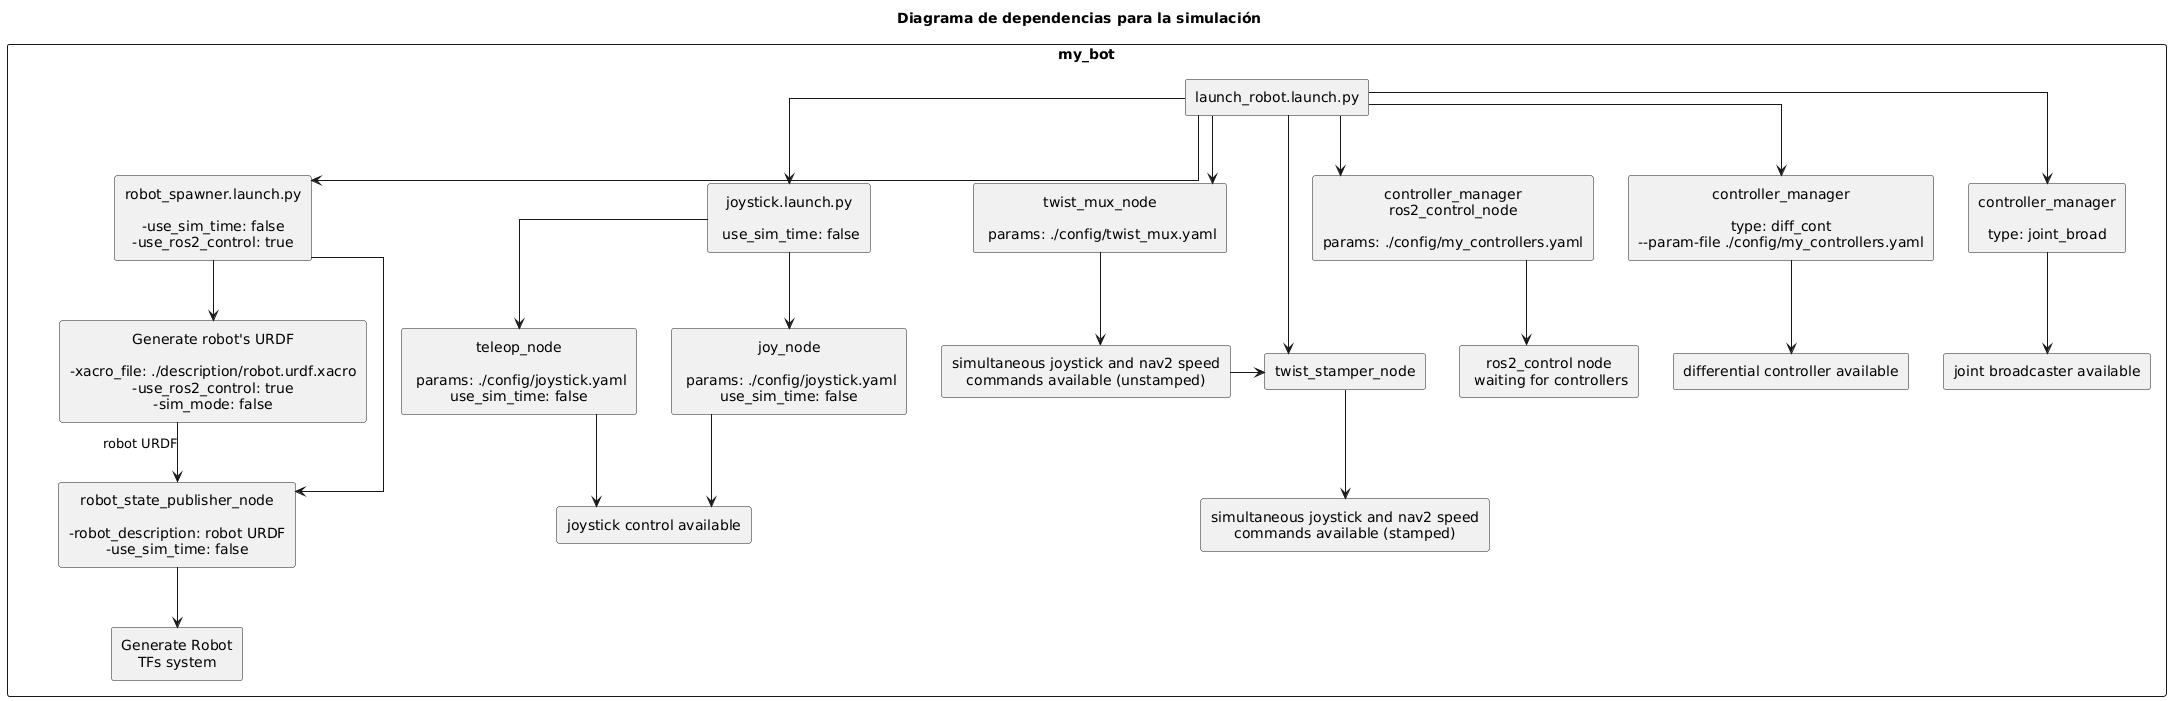 Diagrama de dependencias para la simulación
my_bot
launch_robot.launch.py
robot_spawner.launch.py
-use_sim_time: false
-use_ros2_control: true
joystick.launch.py
use_sim_time: false
twist_mux_node
params: ./config/twist_mux.yaml
controller_manager
ros2_control_node
params: ./config/my_controllers.yaml
controller_manager
type: diff_cont
--param-file ./config/my_controllers.yaml
controller_manager
type: joint_broad
Generate robot's URDF
-xacro_file: ./description/robot.urdf.xacro
-use_ros2_control: true
-sim_mode: false
teleop_node
params: ./config/joystick.yaml
use_sim_time: false
joy_node
params: ./config/joystick.yaml
use_sim_time: false
simultaneous joystick and nav2 speed
commands available (unstamped)
twist_stamper_node
ros2_control node
waiting for controllers
differential controller available
joint broadcaster available
robot URDF
robot_state_publisher_node
-robot_description: robot URDF
-use_sim_time: false
joystick control available
simultaneous joystick and nav2 speed
commands available (stamped)
Generate Robot
TFs system